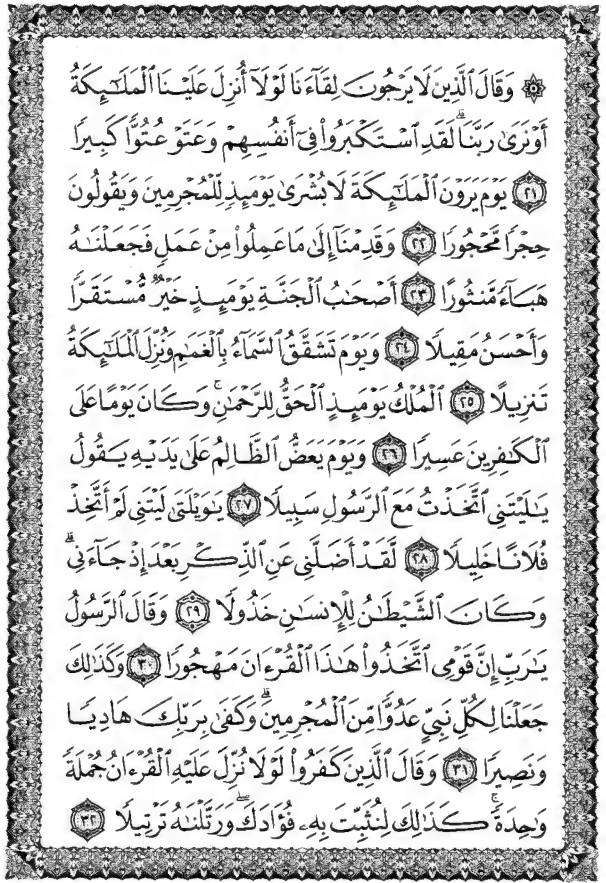 ۞ وَقَالَ ٱلَّذِينَ لَا يَرْجُونَ لِقَآءَنَا لَوْلَآ أُنزِلَ عَلَيْنَا ٱلْمَلَـٰٓئِكَةُ
أَوْ نَرَىٰ رَبَّنَا ۗ لَقَدِ ٱسْتَكْبَرُوا۟ فِىٓ أَنفُسِهِمْ وَعَتَوْ عُتُوًّا كَبِيرًا
٢١ يَوْمَ يَرَوْنَ ٱلْمَلَـٰٓئِكَةَ لَا بُشْرَىٰ يَوْمَئِذٍ لِّلْمُجْرِمِينَ وَيَقُولُونَ
حِجْرًا مَّحْجُورًا ٢٢ وَقَدِمْنَآ إِلَىٰ مَا عَمِلُوا۟ مِنْ عَمَلٍ فَجَعَلْنَـٰهُ
هَبَآءً مَّنثُورًا ٢٣ أَصْحَـٰبُ ٱلْجَنَّةِ يَوْمَئِذٍ خَيْرٌ مُّسْتَقَرًّا
وَأَحْسَنُ مَقِيلًا ٢٤ وَيَوْمَ تَشَقَّقُ ٱلسَّمَآءُ بِٱلْغَمَـٰمِ وَنُزِّلَ ٱلْمَلَـٰٓئِكَةُ
تَنزِيلًا ٢٥ ٱلْمُلْكُ يَوْمَئِذٍ ٱلْحَقُّ لِلرَّحْمَـٰنِ ۚ وَكَانَ يَوْمًا عَلَى
ٱلْكَـٰفِرِينَ عَسِيرًا ٢٦ وَيَوْمَ يَعَضُّ ٱلظَّالِمُ عَلَىٰ يَدَيْهِ يَقُولُ
يَـٰلَيْتَنِى ٱتَّخَذْتُ مَعَ ٱلرَّسُولِ سَبِيلًا ٢٧ يَـٰوَيْلَتَىٰ لَيْتَنِى لَمْ أَتَّخِذْ
فُلَانًا خَلِيلًا ٢٨ لَّقَدْ أَضَلَّنِى عَنِ ٱلذِّكْرِ بَعْدَ إِذْ جَآءَنِى ۗ
وَكَانَ ٱلشَّيْطَـٰنُ لِلْإِنسَـٰنِ خَذُولًا ٢٩ وَقَالَ ٱلرَّسُولُ
يَـٰرَبِّ إِنَّ قَوْمِى ٱتَّخَذُوا۟ هَـٰذَا ٱلْقُرْءَانَ مَهْجُورًا ٣٠ وَكَذَٰلِكَ
جَعَلْنَا لِكُلِّ نَبِىٍّ عَدُوًّا مِّنَ ٱلْمُجْرِمِينَ ۗ وَكَفَىٰ بِرَبِّكَ هَادِيًا
وَنَصِيرًا ٣١ وَقَالَ ٱلَّذِينَ كَفَرُوا۟ لَوْلَا نُزِّلَ عَلَيْهِ ٱلْقُرْءَانُ جُمْلَةً
وَٰحِدَةً ۚ كَذَٰلِكَ لِنُثَبِّتَ بِهِۦ فُؤَادَكَ ۖ وَرَتَّلْنَـٰهُ تَرْتِيلًا ٣٢